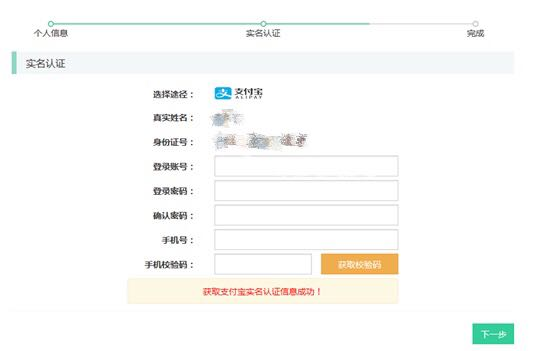 个人信息 实名认证 完成
实名认证
选择途径： 支付宝
ALIPAY
真实姓名：
身份证号：
登录账号：
登录密码：
确认密码：
手机号：
手机校验码： 获取校验码
获取支付宝实名认证信息成功！
下一步